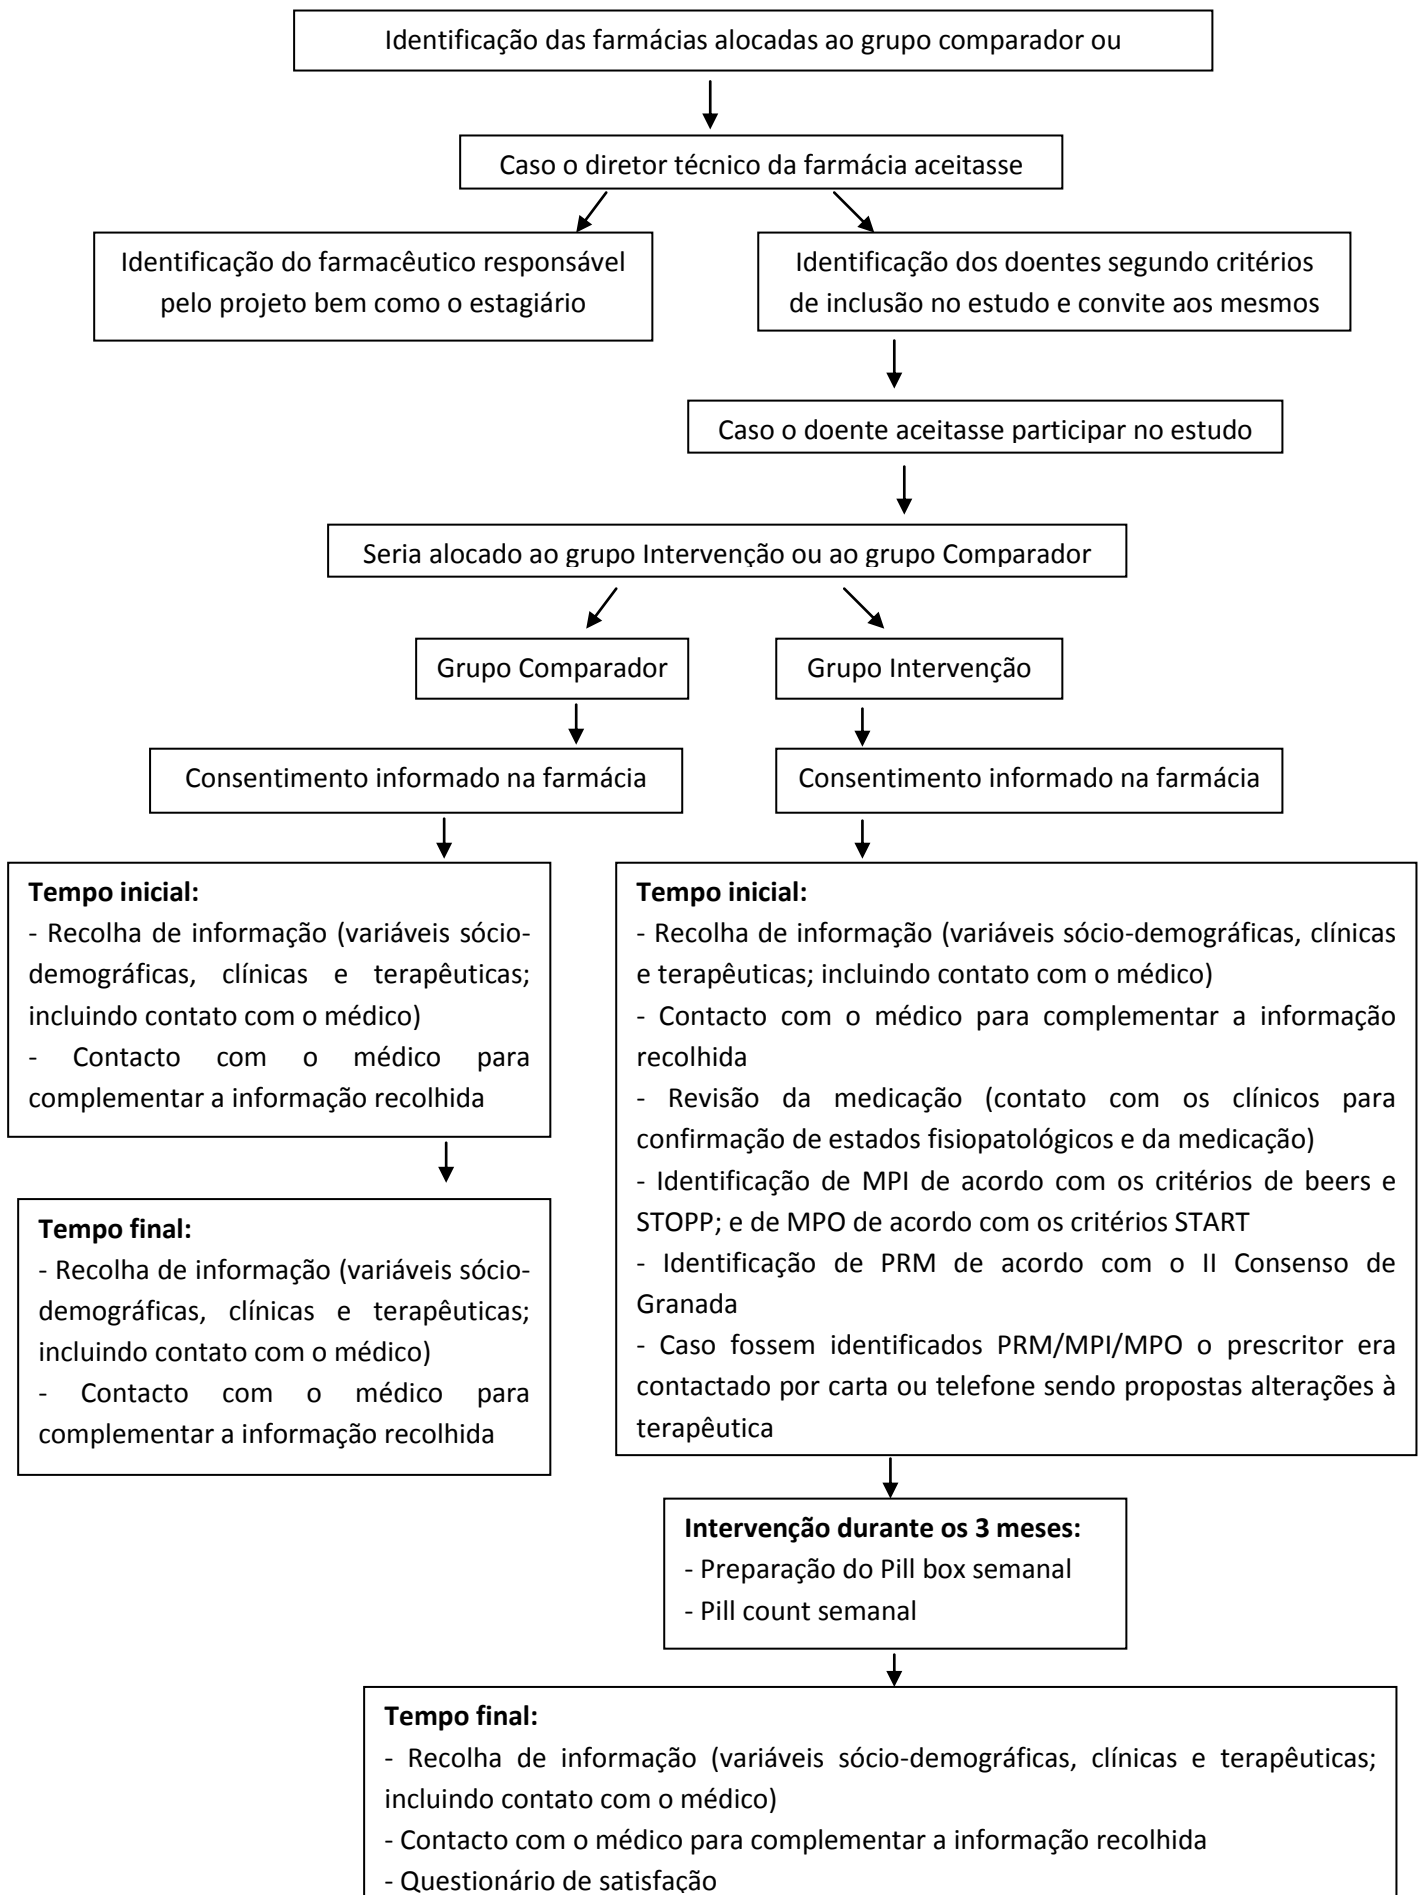 Identificação das farmácias alocadas ao grupo comparador ou
Caso o diretor técnico da farmácia aceitasse
Identificação do farmacêutico responsável
pelo projeto bem como o estagiário
Identificação dos doentes segundo critérios
de inclusão no estudo e convite aos mesmos
Caso o doente aceitasse participar no estudo
Seria alocado ao grupo Intervenção ou ao grupo Comparador
Grupo Comparador
Grupo Intervenção
Consentimento informado na farmácia
Consentimento informado na farmácia
Tempo inicial:
- Recolha de informação (variáveis sócio-
demográficas, clínicas e terapêuticas;
incluindo contato com o médico)
- Contacto com o médico para
complementar a informação recolhida
Tempo final:
- Recolha de informação (variáveis sócio-
demográficas, clínicas e terapêuticas;
incluindo contato com o médico)
- Contacto com o médico para
complementar a informação recolhida
Tempo inicial:
- Recolha de informação (variáveis sócio-demográficas, clínicas
e terapêuticas; incluindo contato com o médico)
- Contacto com o médico para complementar a informação
recolhida
- Revisão da medicação (contato com os clínicos para
confirmação de estados fisiopatológicos e da medicação)
- Identificação de MPI de acordo com os critérios de beers e
STOPP; e de MPO de acordo com os critérios START
- Identificação de PRM de acordo com o II Consenso de
Granada
- Caso fossem identificados PRM/MPI/MPO o prescritor era
contactado por carta ou telefone sendo propostas alterações à
terapêutica
Intervenção durante os 3 meses:
- Preparação do Pill box semanal
- Pill count semanal
Tempo final:
- Recolha de informação (variáveis sócio-demográficas, clínicas e terapêuticas;
incluindo contato com o médico)
- Contacto com o médico para complementar a informação recolhida
- Questionário de satisfação